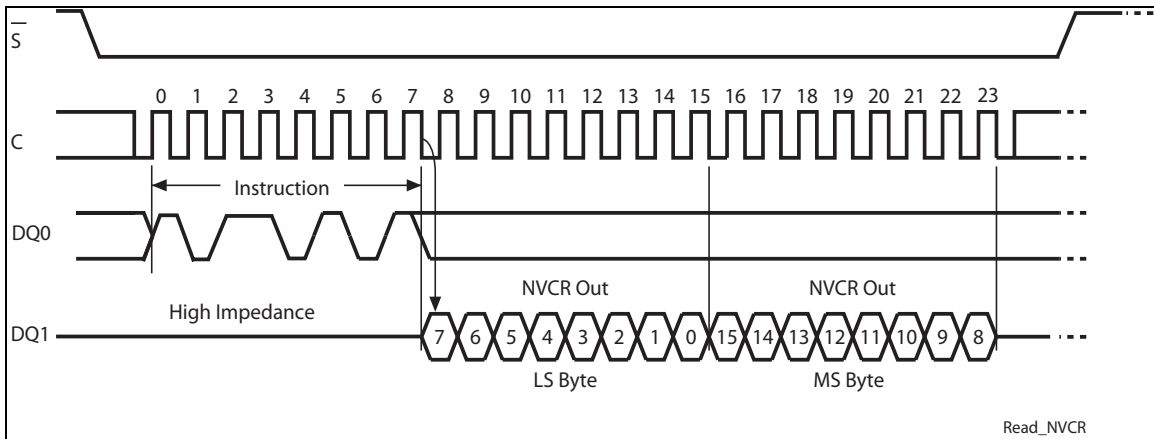 S
0 1 2 3 4 5 6 7 8 9 10 11 12 13 14 15 16 17 18 19 20 21 22 23
C
Instruction
DQ0
High Impedance
NVCR Out NVCR Out
DQ1
7 6 5 4 3 2 1 0 15 14 13 12 11 10 9 8
LS Byte MS Byte
Read_NVCR